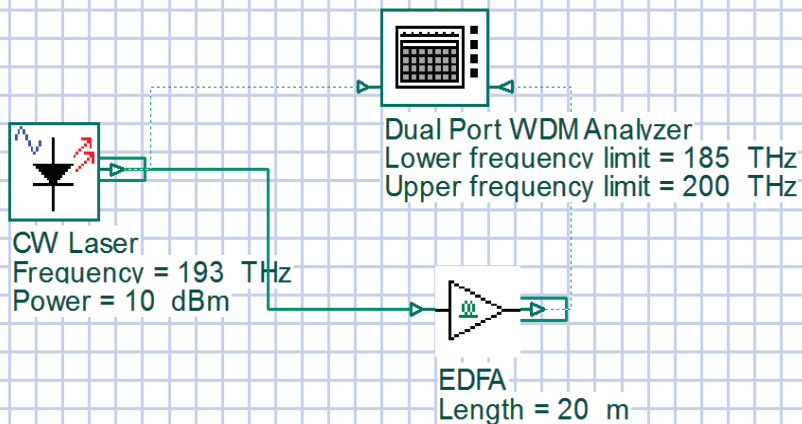 Dual Port WDM Analyzer
Lower frequency limit = 185 THz
Upper frequency limit = 200 THz
CW Laser
Frequency = 193 THz
Power = 10 dBm
EDFA
Length = 20 m